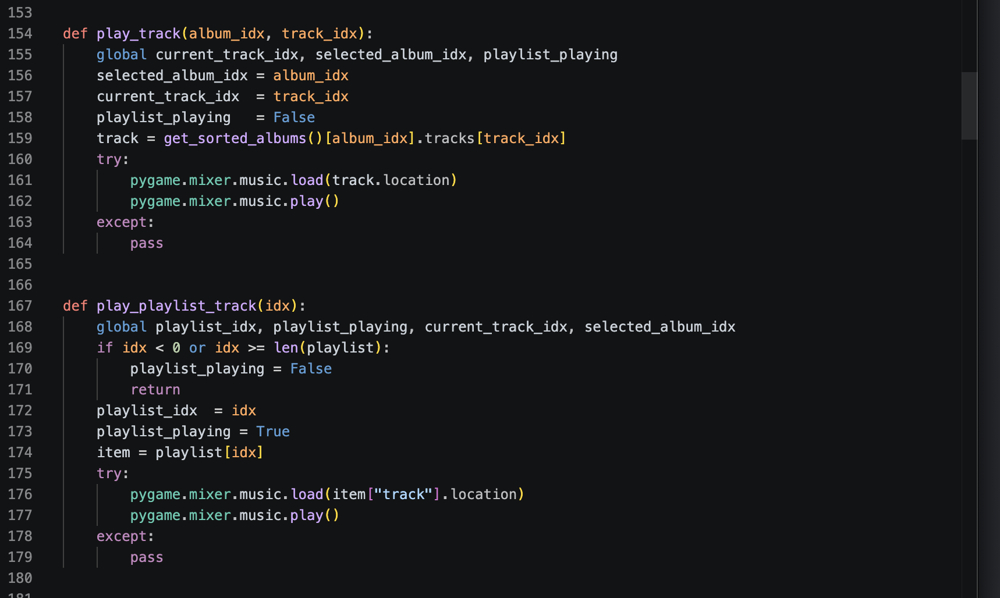 153
154 def play_track(album_idx, track_idx):
155     global current_track_idx, selected_album_idx, playlist_playing
156     selected_album_idx = album_idx
157     current_track_idx  = track_idx
158     playlist_playing   = False
159     track = get_sorted_albums()[album_idx].tracks[track_idx]
160     try:
161         pygame.mixer.music.load(track.location)
162         pygame.mixer.music.play()
163     except:
164         pass
165
166
167 def play_playlist_track(idx):
168     global playlist_idx, playlist_playing, current_track_idx, selected_album_idx
169     if idx < 0 or idx >= len(playlist):
170         playlist_playing = False
171         return
172     playlist_idx  = idx
173     playlist_playing = True
174     item = playlist[idx]
175     try:
176         pygame.mixer.music.load(item["track"].location)
177         pygame.mixer.music.play()
178     except:
179         pass
180
181